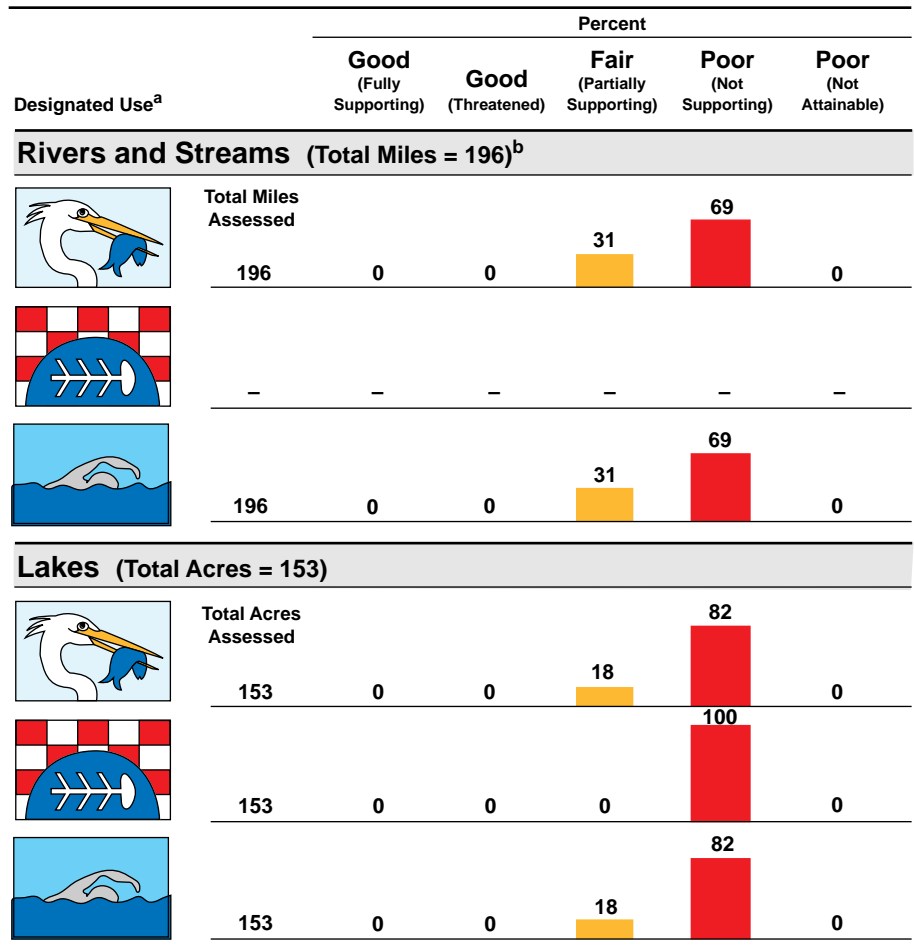 Percent
Designated Use^a
Good (Fully Supporting)
Good (Threatened)
Fair (Partially Supporting)
Poor (Not Supporting)
Poor (Not Attainable)
Rivers and Streams (Total Miles = 196)^b
Total Miles
Assessed
69
31
196 0 0 0
– – – – – –
69
31
196 0 0 0
Lakes (Total Acres = 153)
Total Acres
Assessed
82
18
153 0 0 0
100
153 0 0 0 0
82
18
153 0 0 0